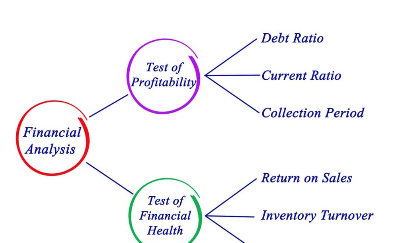 Debt Ratio
Test of
Profitability
Current Ratio
Collection Period
Financial
Analysis
Return on Sales
Test of
Financial
Health
Inventory Turnover